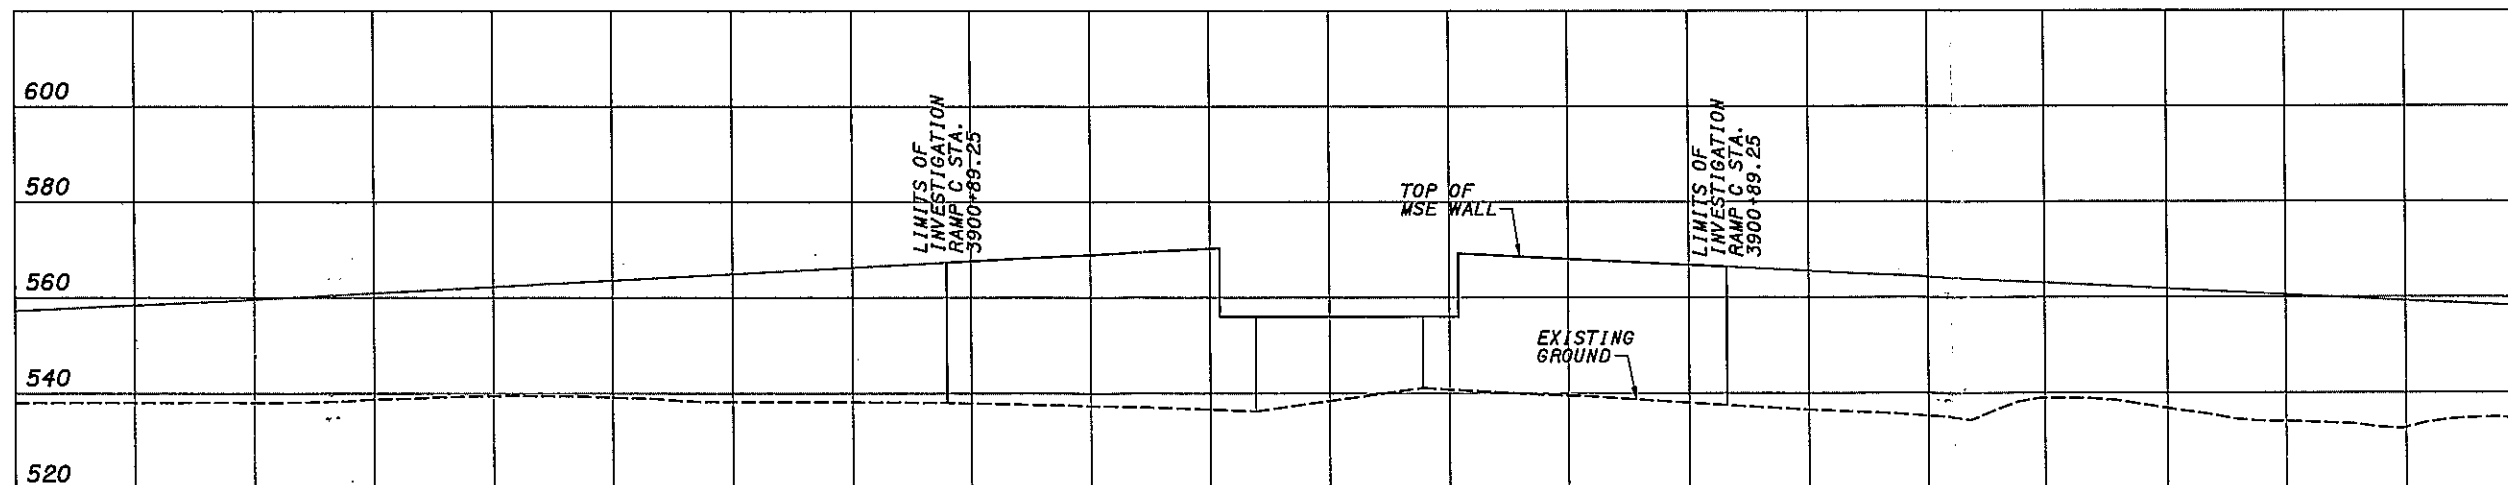 600
580
560
540
520
LIMITS OF
INVESTIGATION
RAMP C STA.
3900+89.25
TOP OF
MSE WALL
EXISTING
GROUND
LIMITS OF
INVESTIGATION
RAMP C STA.
3900+89.25